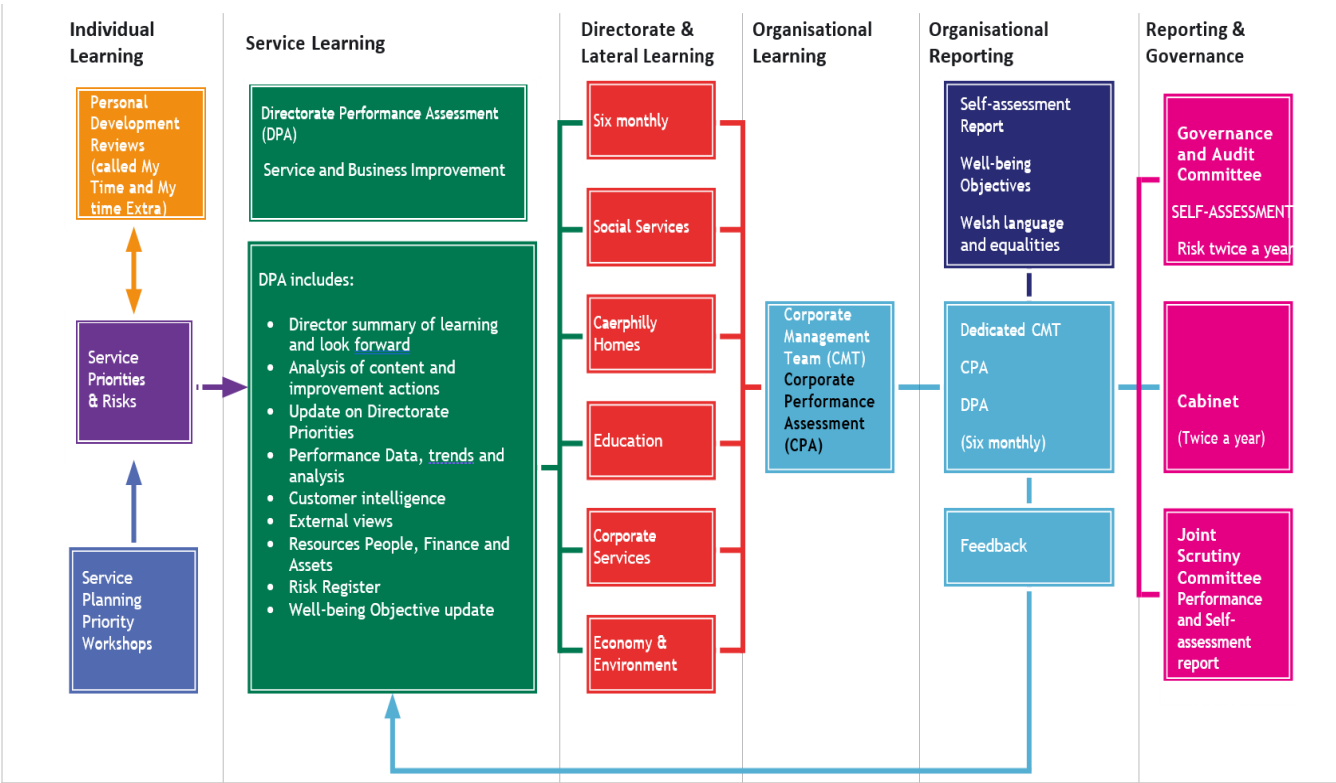 Individual
Learning
Service Learning
Directorate &
Lateral Learning
Organisational
Learning
Organisational
Reporting
Reporting &
Governance
Personal
Development
Reviews
(called My
Time and My
time Extra)
Service
Priorities
& Risks
Service
Planning
Priority
Workshops
Directorate Performance Assessment
(DPA)
Service and Business Improvement
DPA includes:
• Director summary of learning
and look forward
• Analysis of content and
improvement actions
• Update on Directorate
Priorities
• Performance Data, trends and
analysis
• Customer intelligence
• External views
• Resources People, Finance and
Assets
• Risk Register
• Well-being Objective update
Six monthly
Social Services
Caerphilly
Homes
Education
Corporate
Services
Economy &
Environment
Corporate
Management
Team (CMT)
Corporate
Performance
Assessment
(CPA)
Self-assessment
Report
Well-being
Objectives
Welsh language
and equalities
Dedicated CMT
CPA
DPA
(Six monthly)
Feedback
Governance
and Audit
Committee
SELF-ASSESSMENT
Risk twice a year
Cabinet
(Twice a year)
Joint
Scrutiny
Committee
Performance
and Self-
assessment
report